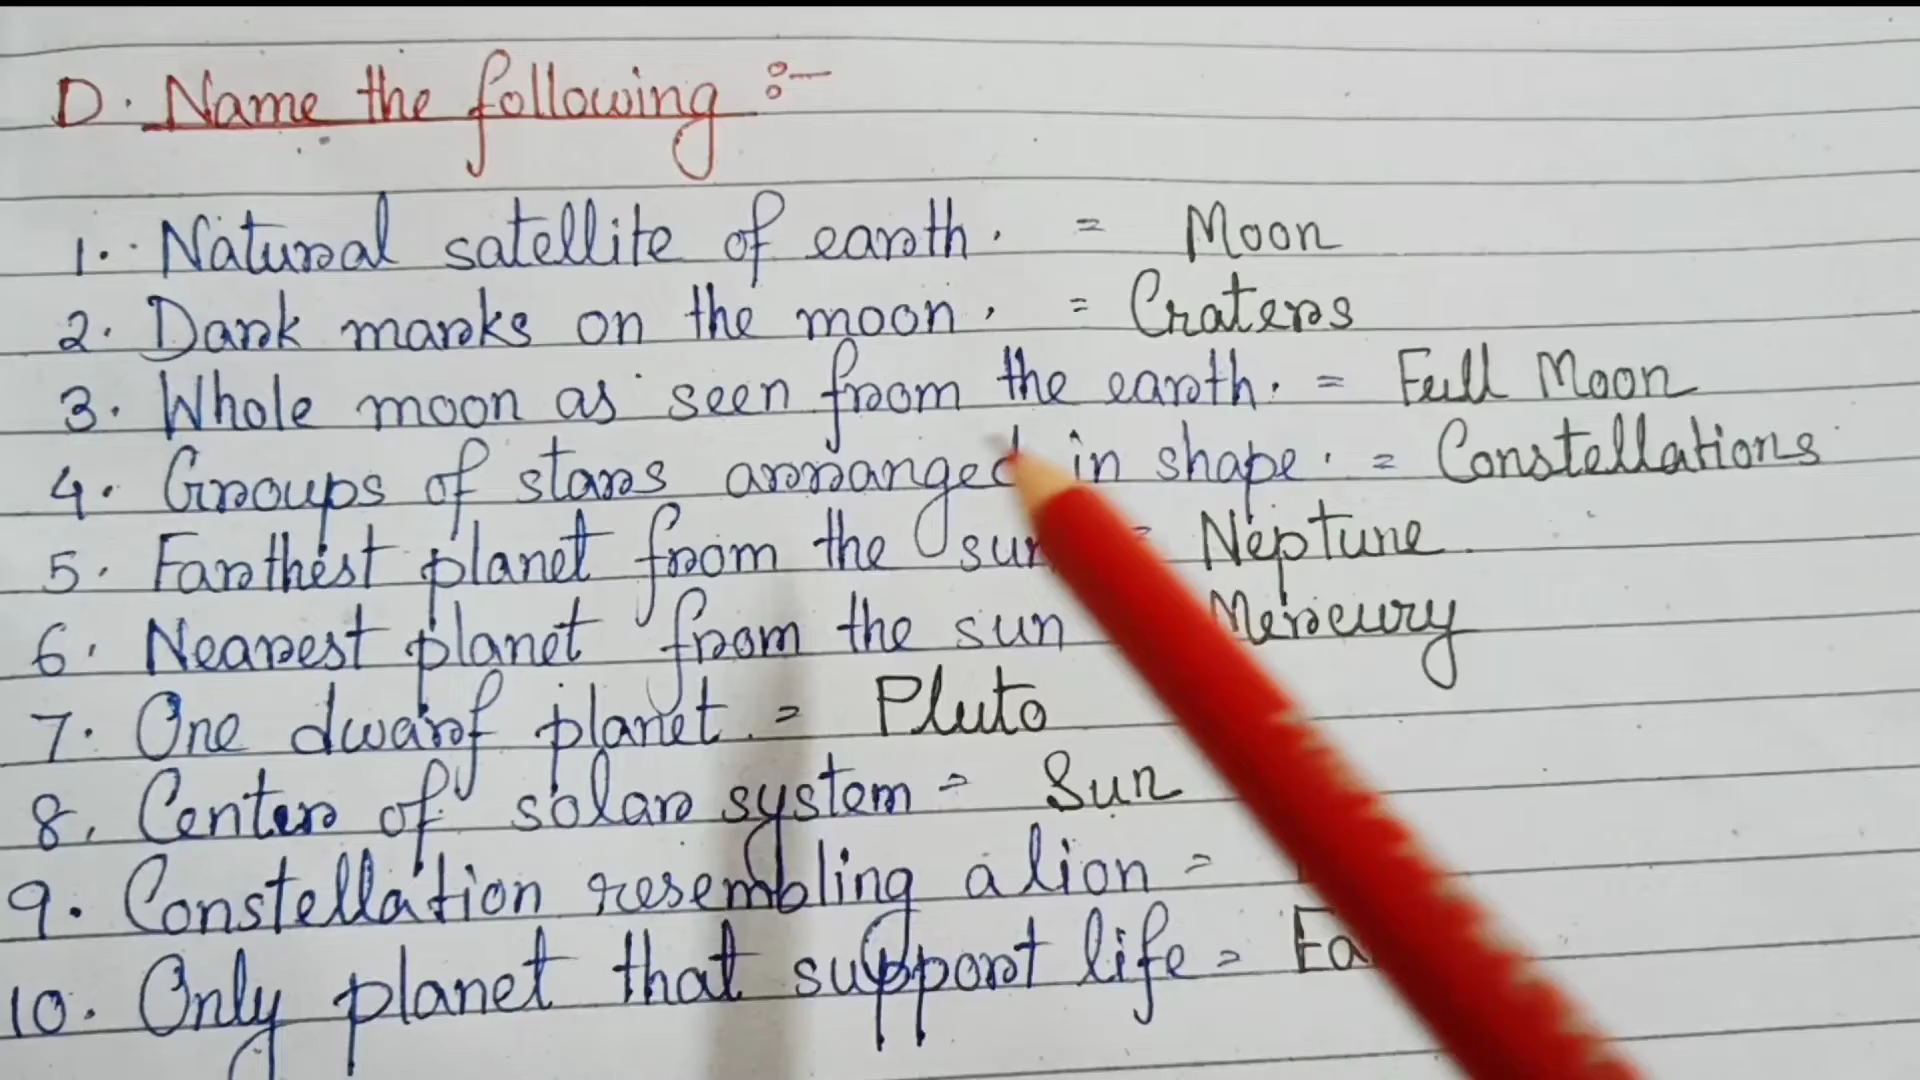 D. Name the following :-
1. Natural satellite of earth. = Moon
2. Dark marks on the moon. = Craters
3. Whole moon as seen from the earth. = Full Moon
4. Groups of stars arranged in shape. = Constellations
5. Farthest planet from the sun = Neptune
6. Nearest planet from the sun Mercury
7. One dwarf planet. = Pluto
8. Center of solar system = Sun
9. Constellation resembling a lion =
10. Only planet that support life =